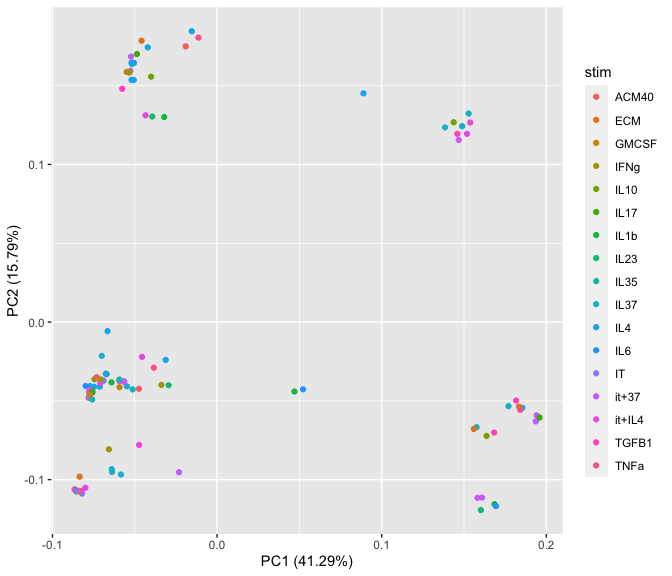 stim
ACM40
ECM
GMCSF
IFNg
IL10
IL17
IL1b
IL23
IL35
IL37
IL4
IL6
IT
it+37
it+IL4
TGFB1
TNFa
PC2 (15.79%)
0.1
0.0
-0.1
-0.1
0.0
0.1
0.2
PC1 (41.29%)